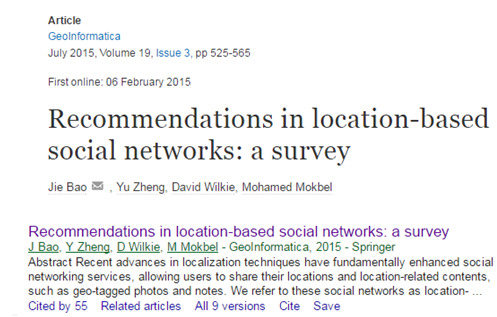 Article
GeoInformatica
July 2015, Volume 19, Issue 3, pp 525-565
First online: 06 February 2015
Recommendations in location-based
social networks: a survey
Jie Bao , Yu Zheng, David Wilkie, Mohamed Mokbel
Recommendations in location-based social networks: a survey
J Bao, Y Zheng, D Wilkie, M Mokbel - GeoInformatica, 2015 - Springer
Abstract Recent advances in localization techniques have fundamentally enhanced social
networking services, allowing users to share their locations and location-related contents,
such as geo-tagged photos and notes. We refer to these social networks as location- ...
Cited by 55 Related articles All 9 versions Cite Save